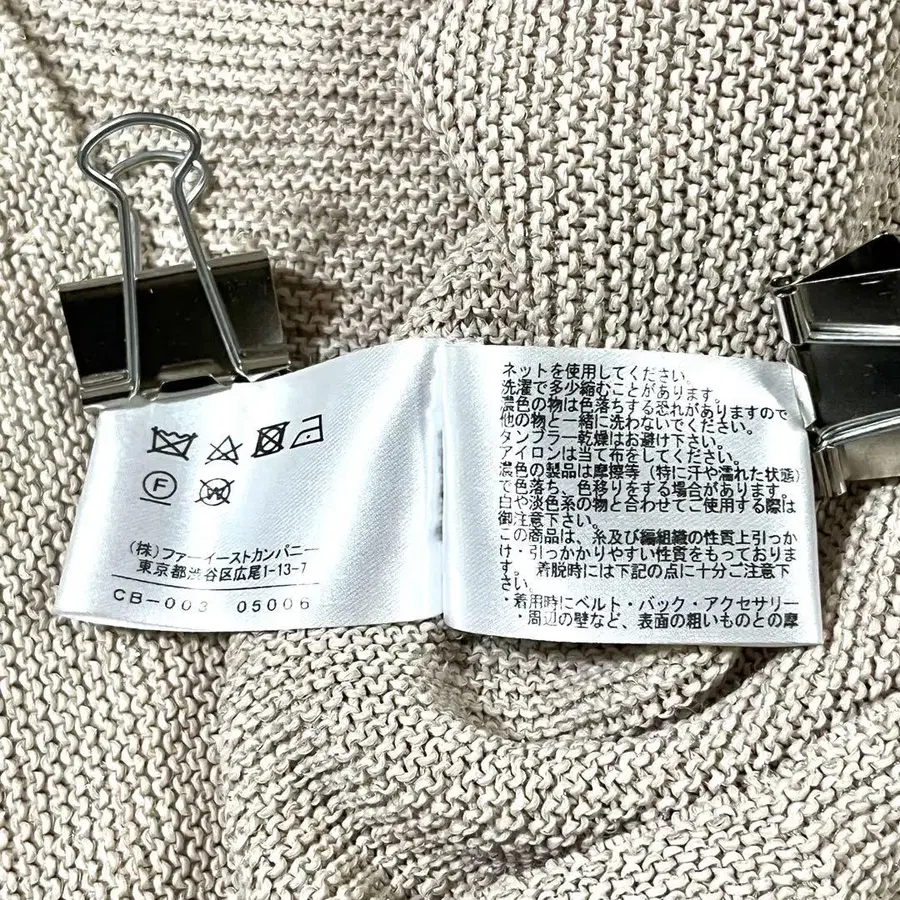 F
W
(株)ファーイーストカンパニー
東京都渋谷区広尾1-13-7
CB-003 05006
ネットを使用してください。
洗濯で多少縮むことがあります。
濃色の物は色落ちする恐れがありますので
他の物と一緒に洗わないでください。
タンブラー乾燥はお避け下さい。
アイロンは当て布をしてください。
濃色の製品は摩擦等(特に汗や濡れた状態)
で色落ち、色移りをする場合があります。
白や淡色系の物と合わせてご使用する際は
御注意下さい。
この商品は、糸及び編組織の性質上引っか
け・引っかかりやすい性質をもっておりま
す。着脱時には下記の点に十分ご注意下
さい。
・着用時にベルト・バック・アクセサリー
・周辺の壁など、表面の粗いものとの摩